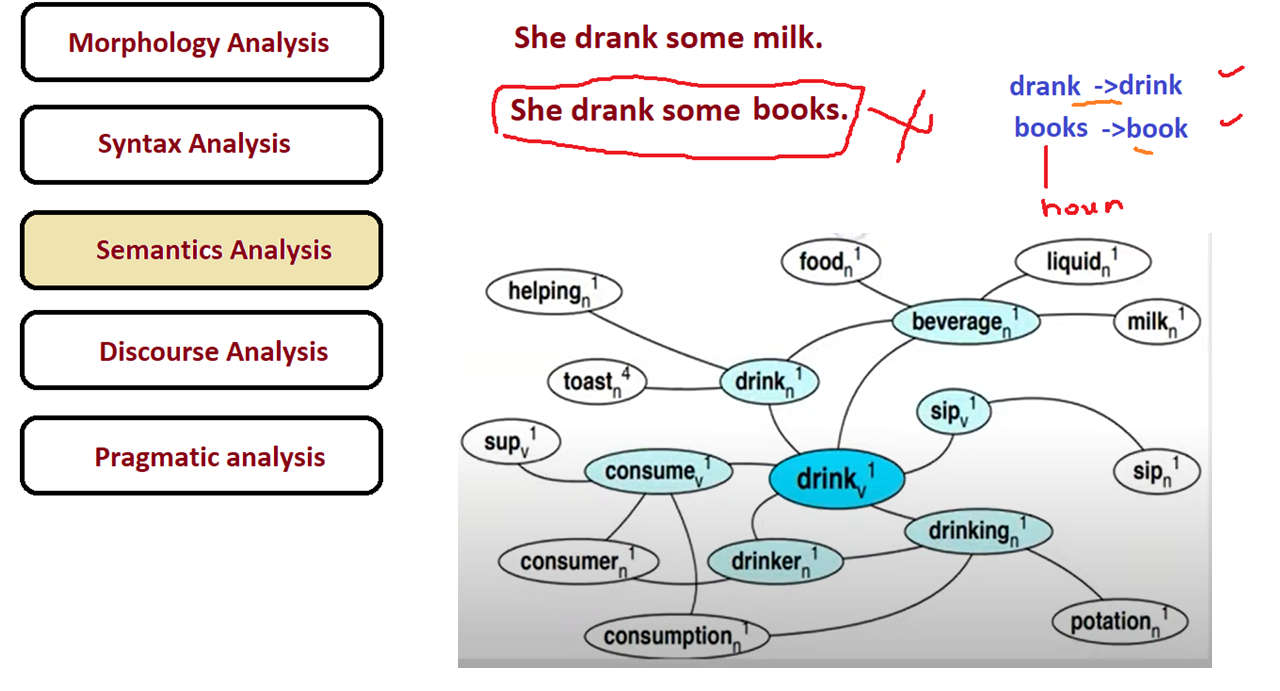 Morphology Analysis
Syntax Analysis
Semantics Analysis
Discourse Analysis
Pragmatic analysis
She drank some milk.
She drank some books.
drank ->drink
books ->book
noun
food n 1
liquid n 1
helping n 1
beverage n 1
milk n 1
toast n 4
drink n 1
sip v 1
sup v 1
consume v 1
drink v 1
sip n 1
consumer n 1
drinker n 1
drinking n 1
consumption n 1
potation n 1